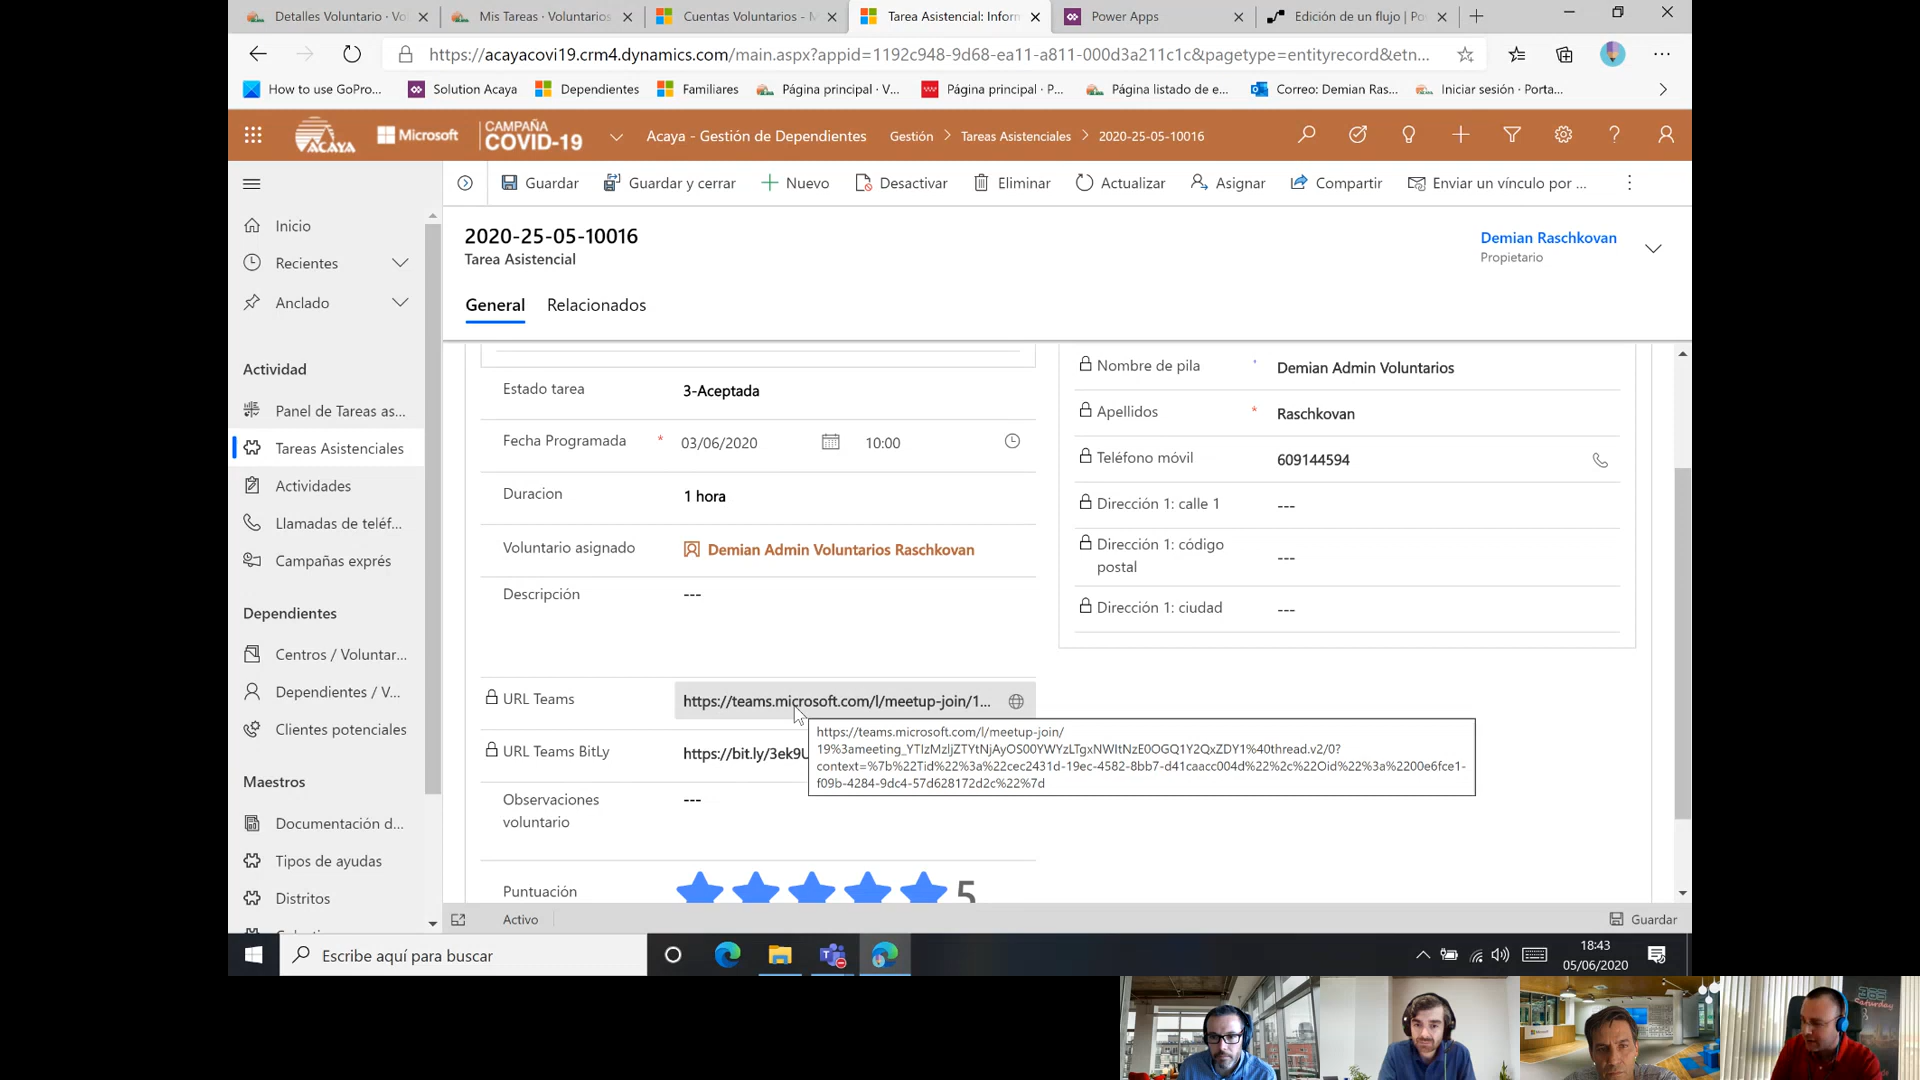 Detalles Voluntario · Vo
Mis Tareas · Voluntarios
Cuentas Voluntarios - M
Tarea Asistencial: Inform
Power Apps
Edición de un flujo | Po
https://acayacovi19.crm4.dynamics.com/main.aspx?appid=1192c948-9d68-ea11-a811-000d3a211c1c&pagetype=entityrecord&etn...
How to use GoPro...
Solution Acaya
Dependientes
Familiares
Página principal · V...
Página principal · P...
Página listado de e...
Correo: Demian Ras...
Iniciar sesión · Porta...
ACAYA
Microsoft
CAMPAÑA
COVID-19
Acaya - Gestión de Dependientes
Gestión > Tareas Asistenciales > 2020-25-05-10016
Guardar
Guardar y cerrar
Nuevo
Desactivar
Eliminar
Actualizar
Asignar
Compartir
Enviar un vínculo por ...
Inicio
Recientes
Anclado
Actividad
Panel de Tareas as...
Tareas Asistenciales
Actividades
Llamadas de teléf...
Campañas exprés
Dependientes
Centros / Voluntar...
Dependientes / V...
Clientes potenciales
Maestros
Documentación d...
Tipos de ayudas
Distritos
2020-25-05-10016
Tarea Asistencial
Demian Raschkovan
Propietario
General
Relacionados
Estado tarea
3-Aceptada
Fecha Programada *
03/06/2020
10:00
Duracion
1 hora
Voluntario asignado
Demian Admin Voluntarios Raschkovan
Descripción
---
URL Teams
https://teams.microsoft.com/l/meetup-join/1...
https://teams.microsoft.com/l/meetup-join/
19%3ameeting_YTIzMzljZTYtNjAyOS00YWYzLTgxNWItNzE0OGQ1Y2QxZDY1%40thread.v2/0?
context=%7b%22Tid%22%3a%22cec2431d-19ec-4582-8bb7-d41caacc004d%22%2c%22Oid%22%3a%2200e6fce1-
f09b-4284-9dc4-57d628172d2c%22%7d
URL Teams BitLy
https://bit.ly/3ek9U
Observaciones
voluntario
---
Puntuación
5
Nombre de pila
Demian Admin Voluntarios
Apellidos *
Raschkovan
Teléfono móvil
609144594
Dirección 1: calle 1
---
Dirección 1: código
postal
---
Dirección 1: ciudad
---
Activo
Guardar
Escribe aquí para buscar
18:43
05/06/2020
365
Saturday